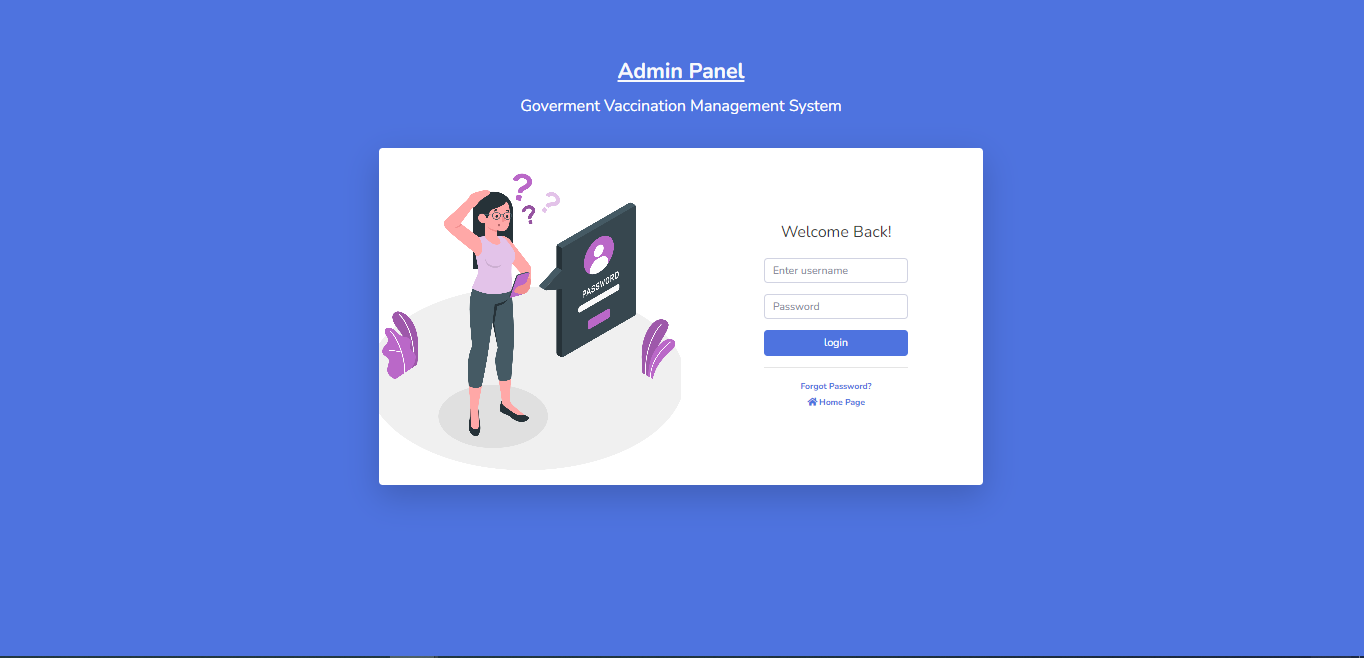 Admin Panel
Goverment Vaccination Management System
? ? ?
PASSWORD
Welcome Back!
Enter username
Password
login
Forgot Password?
Home Page